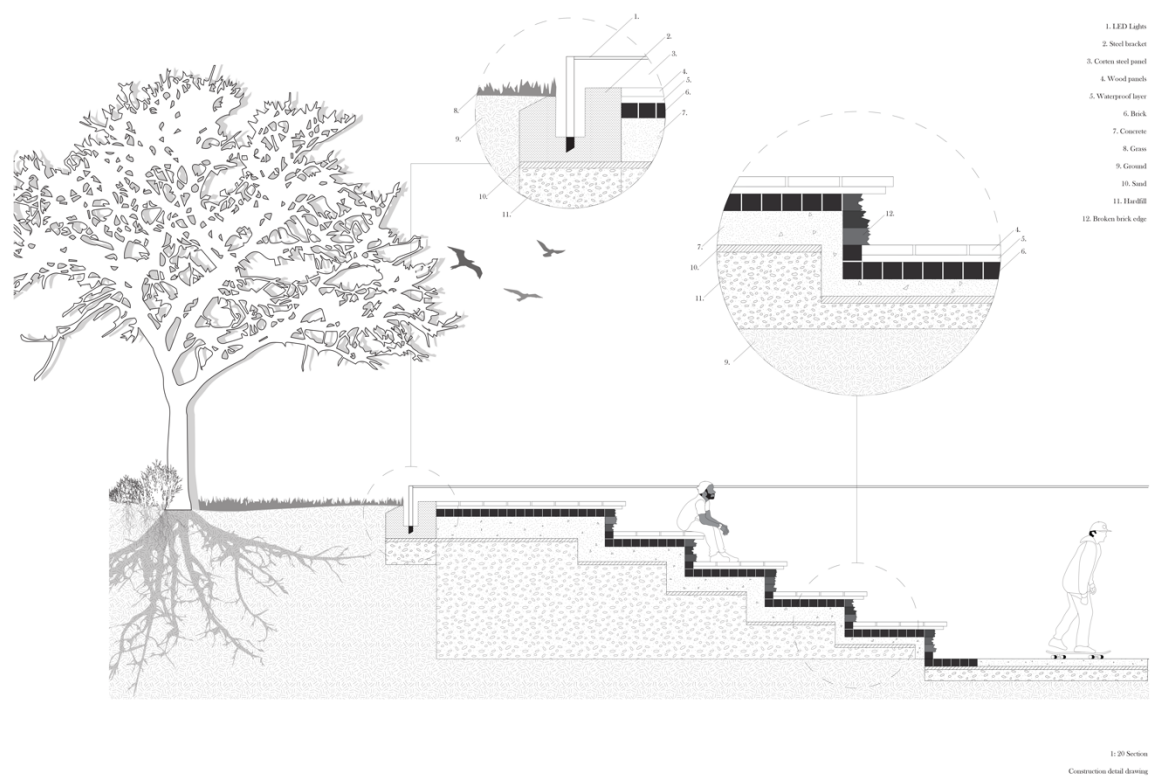 1.
2.
3.
4.
5.
6.
7.
8.
9.
10.
11.
12.
4.
5.
6.
7.
10.
11.
9.
1. LED Lights
2. Steel bracket
3. Corten steel panel
4. Wood panels
5. Waterproof layer
6. Brick
7. Concrete
8. Grass
9. Ground
10. Sand
11. Hardfill
12. Broken brick edge
1: 20 Section
Construction detail drawing